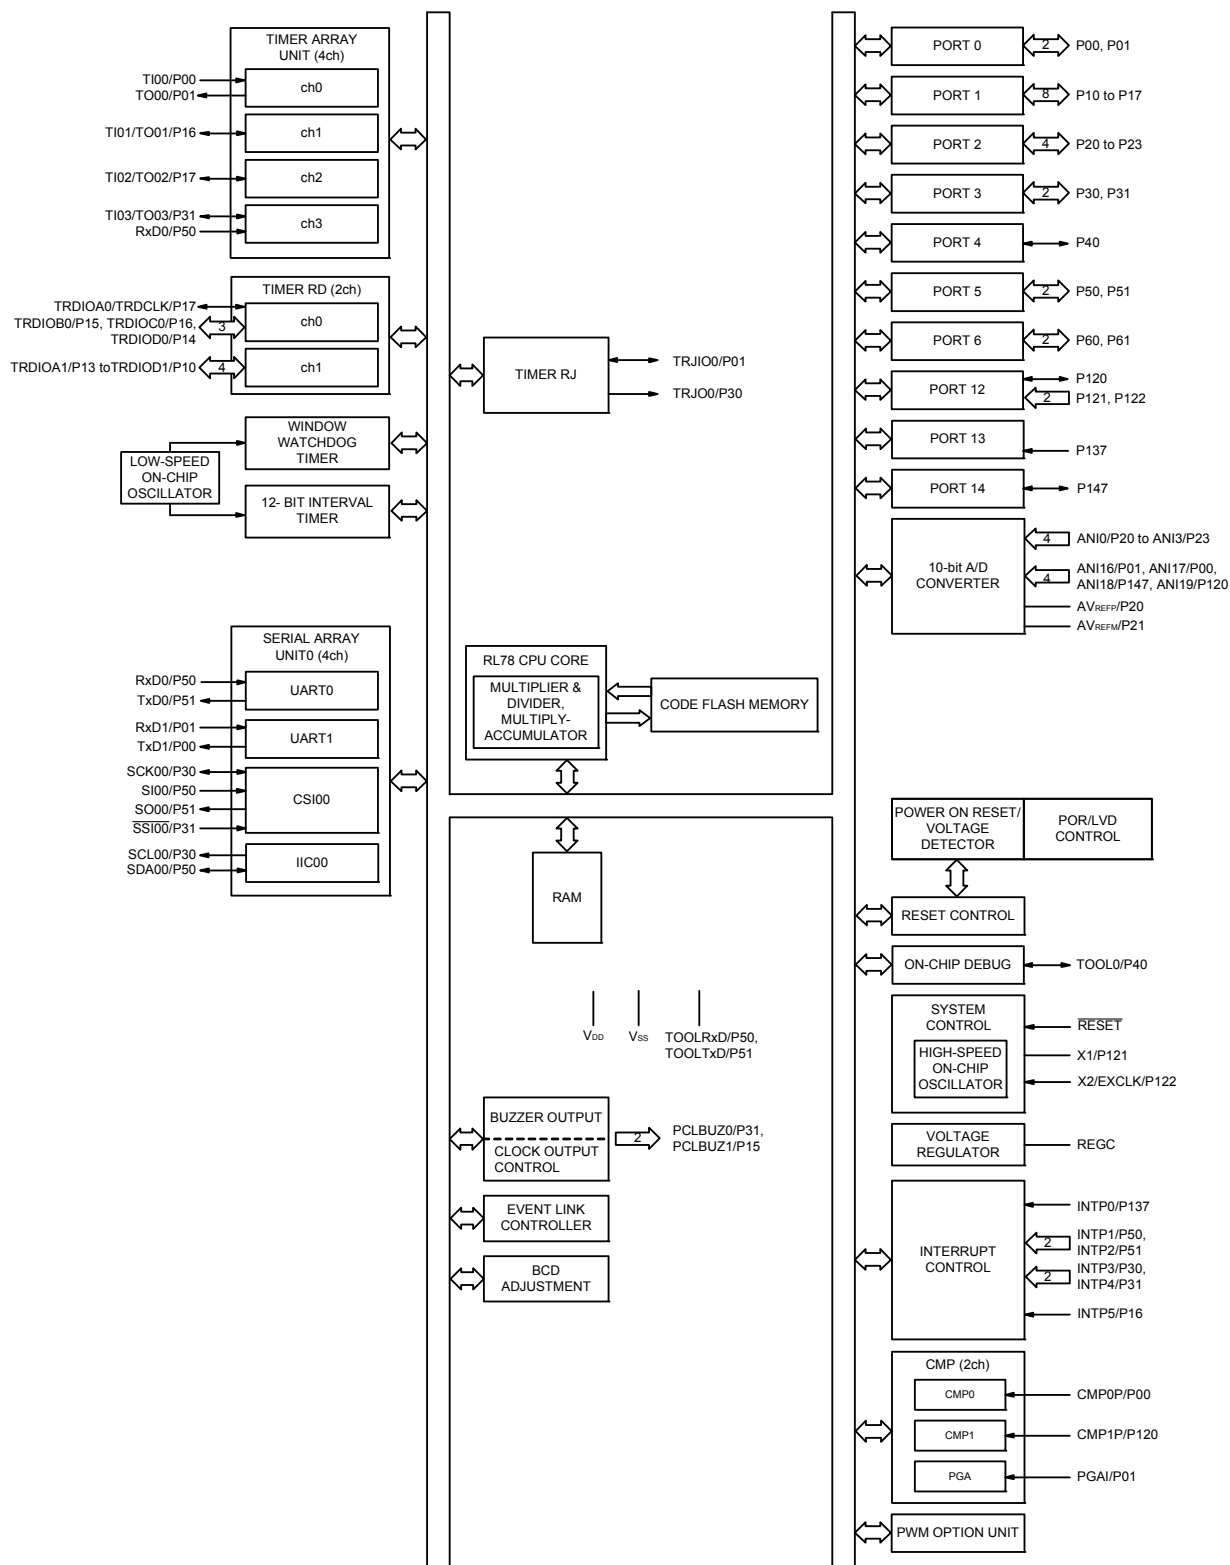 TIMER ARRAY
UNIT (4ch)
TI00/P00
TO00/P01
ch0
TI01/TO01/P16
ch1
TI02/TO02/P17
ch2
TI03/TO03/P31
RxD0/P50
ch3
TIMER RD (2ch)
TRDIOA0/TRDCLK/P17
TRDIOB0/P15, TRDIOC0/P16,
TRDIOD0/P14
3
ch0
TRDIOA1/P13 toTRDIOD1/P10
4
ch1
WINDOW
WATCHDOG
TIMER
LOW-SPEED
ON-CHIP
OSCILLATOR
12- BIT INTERVAL
TIMER
SERIAL ARRAY
UNIT0 (4ch)
RxD0/P50
TxD0/P51
UART0
RxD1/P01
TxD1/P00
UART1
SCK00/P30
SI00/P50
SO00/P51
SSI00/P31
CSI00
SCL00/P30
SDA00/P50
IIC00
TIMER RJ
TRJIO0/P01
TRJO0/P30
RL78 CPU CORE
MULTIPLIER &
DIVIDER,
MULTIPLY-
ACCUMULATOR
CODE FLASH MEMORY
RAM
VDD
VSS
TOOLRxD/P50,
TOOLTxD/P51
BUZZER OUTPUT
CLOCK OUTPUT
CONTROL
2
PCLBUZ0/P31,
PCLBUZ1/P15
EVENT LINK
CONTROLLER
BCD
ADJUSTMENT
PORT 0
2
P00, P01
PORT 1
8
P10 to P17
PORT 2
4
P20 to P23
PORT 3
2
P30, P31
PORT 4
P40
PORT 5
2
P50, P51
PORT 6
2
P60, P61
PORT 12
P120
2
P121, P122
PORT 13
P137
PORT 14
P147
10-bit A/D
CONVERTER
4
ANI0/P20 to ANI3/P23
4
ANI16/P01, ANI17/P00,
ANI18/P147, ANI19/P120
AVREFP/P20
AVREFM/P21
POWER ON RESET/
VOLTAGE
DETECTOR
POR/LVD
CONTROL
RESET CONTROL
ON-CHIP DEBUG
TOOL0/P40
SYSTEM
CONTROL
HIGH-SPEED
ON-CHIP
OSCILLATOR
RESET
X1/P121
X2/EXCLK/P122
VOLTAGE
REGULATOR
REGC
INTERRUPT
CONTROL
INTP0/P137
2
INTP1/P50,
INTP2/P51
2
INTP3/P30,
INTP4/P31
INTP5/P16
CMP (2ch)
CMP0
CMP0P/P00
CMP1
CMP1P/P120
PGA
PGAI/P01
PWM OPTION UNIT